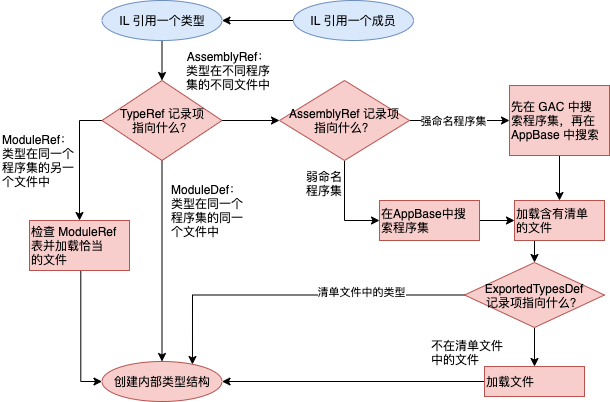 IL 引用一个类型
IL 引用一个成员
AssemblyRef：
类型在不同程序
集的不同文件中
TypeRef 记录项
指向什么？
AssemblyRef 记录项
指向什么？
强命名程序集
先在 GAC 中搜
索程序集，再在
AppBase 中搜索
ModuleRef：
类型在同一个
程序集的另一
个文件中
ModuleDef：
类型在同一个
程序集的同一
个文件中
弱命名
程序集
检查 ModuleRef
表并加载恰当
的文件
在AppBase中搜
索程序集
加载含有清单
的文件
清单文件中的类型
ExportedTypesDef
记录项指向什么？
不在清单文件
中的文件
创建内部类型结构
加载文件